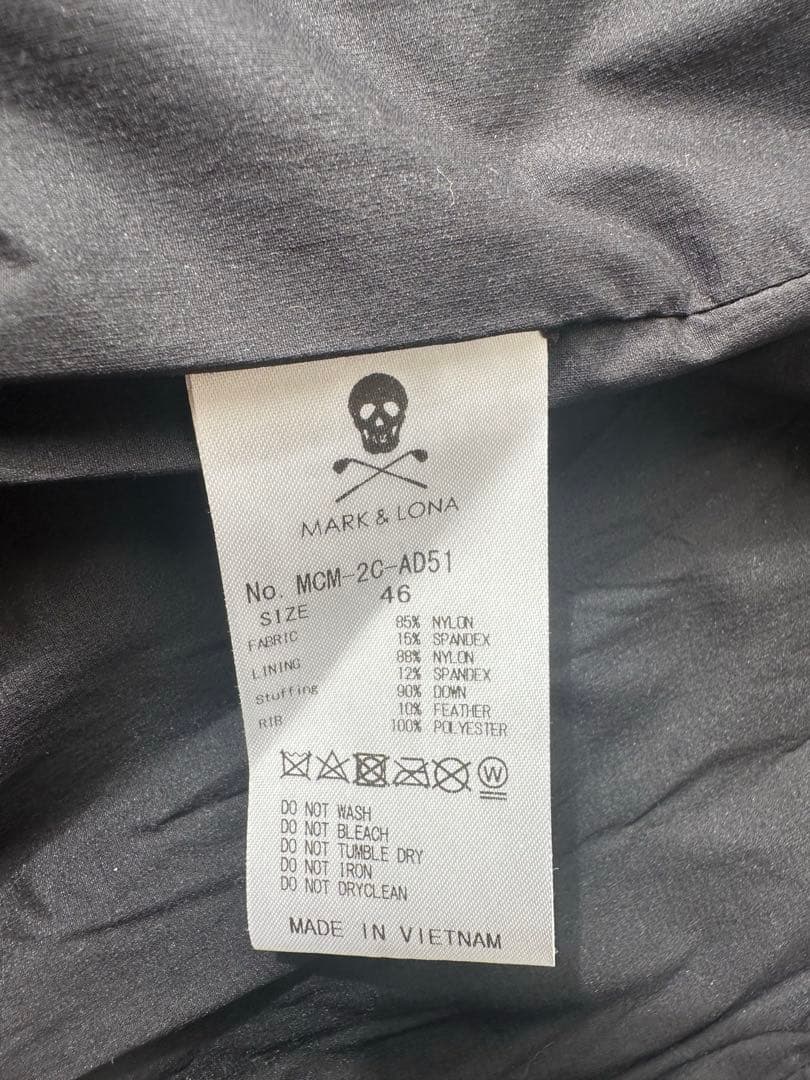 MARK & LONA
No. MCM-2C-AD51
SIZE 46
FABRIC 85% NYLON
15% SPANDEX
LINING 88% NYLON
12% SPANDEX
Stuffing 90% DOWN
10% FEATHER
RIB 100% POLYESTER
W
DO NOT WASH
DO NOT BLEACH
DO NOT TUMBLE DRY
DO NOT IRON
DO NOT DRYCLEAN
MADE IN VIETNAM